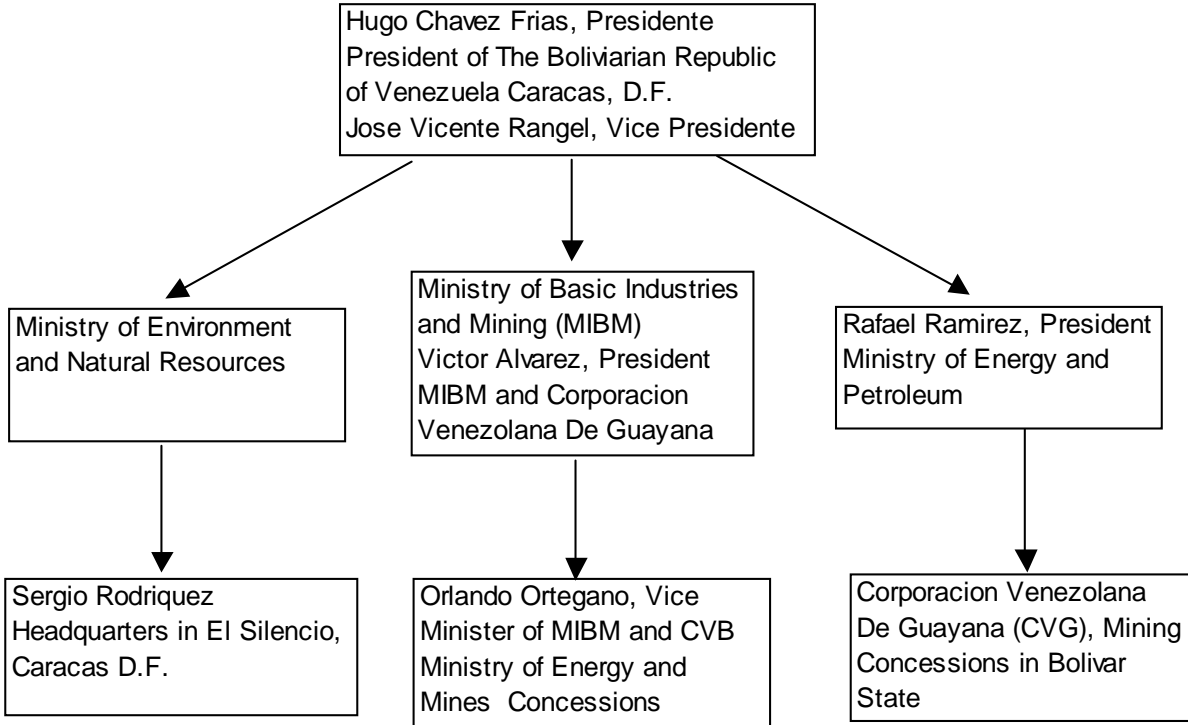 Hugo Chavez Frias, Presidente
President of The Boliviarian Republic
of Venezuela Caracas, D.F.
Jose Vicente Rangel, Vice Presidente
Ministry of Environment
and Natural Resources
Ministry of Basic Industries
and Mining (MIBM)
Victor Alvarez, President
MIBM and Corporacion
Venezolana De Guayana
Rafael Ramirez, President
Ministry of Energy and
Petroleum
Sergio Rodriquez
Headquarters in El Silencio,
Caracas D.F.
Orlando Ortegano, Vice
Minister of MIBM and CVB
Ministry of Energy and
Mines Concessions
Corporacion Venezolana
De Guayana (CVG), Mining
Concessions in Bolivar
State